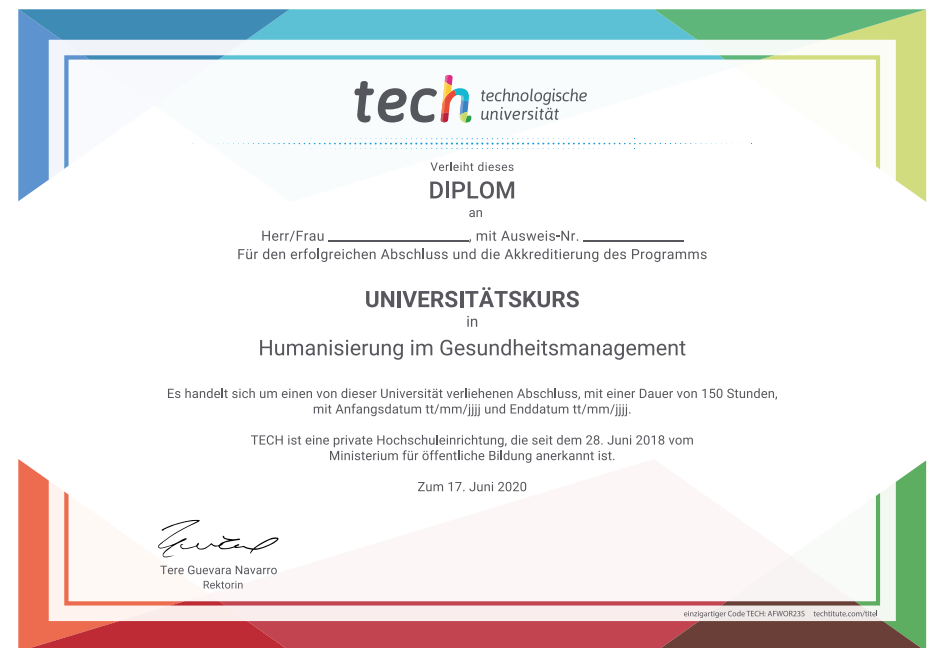 tech technologische
universität
Verleiht dieses
DIPLOM
an
Herr/Frau ____________________, mit Ausweis-Nr. ______________
Für den erfolgreichen Abschluss und die Akkreditierung des Programms
UNIVERSITÄTSKURS
in
Humanisierung im Gesundheitsmanagement
Es handelt sich um einen von dieser Universität verliehenen Abschluss, mit einer Dauer von 150 Stunden,
mit Anfangsdatum tt/mm/jjjj und Enddatum tt/mm/jjjj.
TECH ist eine private Hochschuleinrichtung, die seit dem 28. Juni 2018 vom
Ministerium für öffentliche Bildung anerkannt ist.
Zum 17. Juni 2020
Tere Guevara Navarro
Rektorin
einzigartiger Code TECH: AFWOR23S techtitute.com/titel